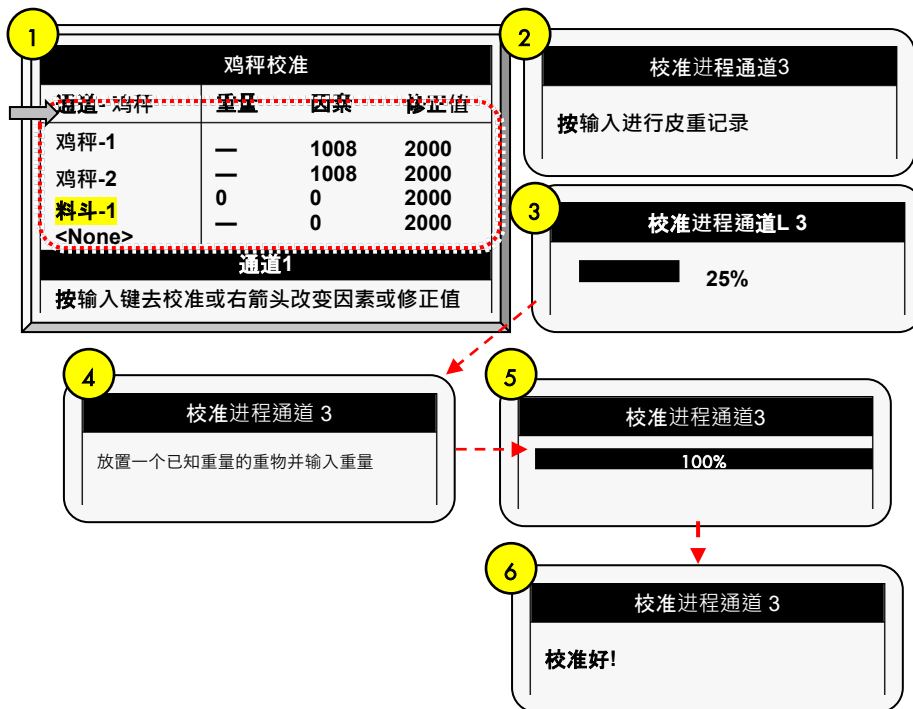 1
鸡秤校准
通道- 鸡秤 重量 因素 修正值
鸡秤-1 — 1008 2000
鸡秤-2 — 1008 2000
料斗-1 0 0 2000
<None> — 0 2000
通道1
按输入键去校准或右箭头改变因素或修正值
2
校准进程通道3
按输入进行皮重记录
3
校准进程通道L 3
25%
4
校准进程通道 3
放置一个已知重量的重物并输入重量
5
校准进程通道3
100%
6
校准进程通道 3
校准好!